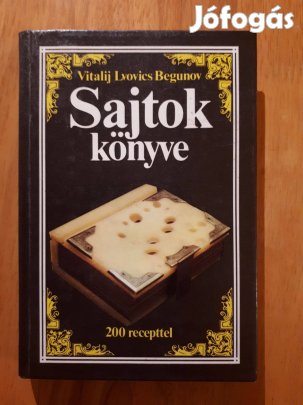 Jófogás
Vitalij Lvovics Begunov
Sajtok
könyve
200 recepttel